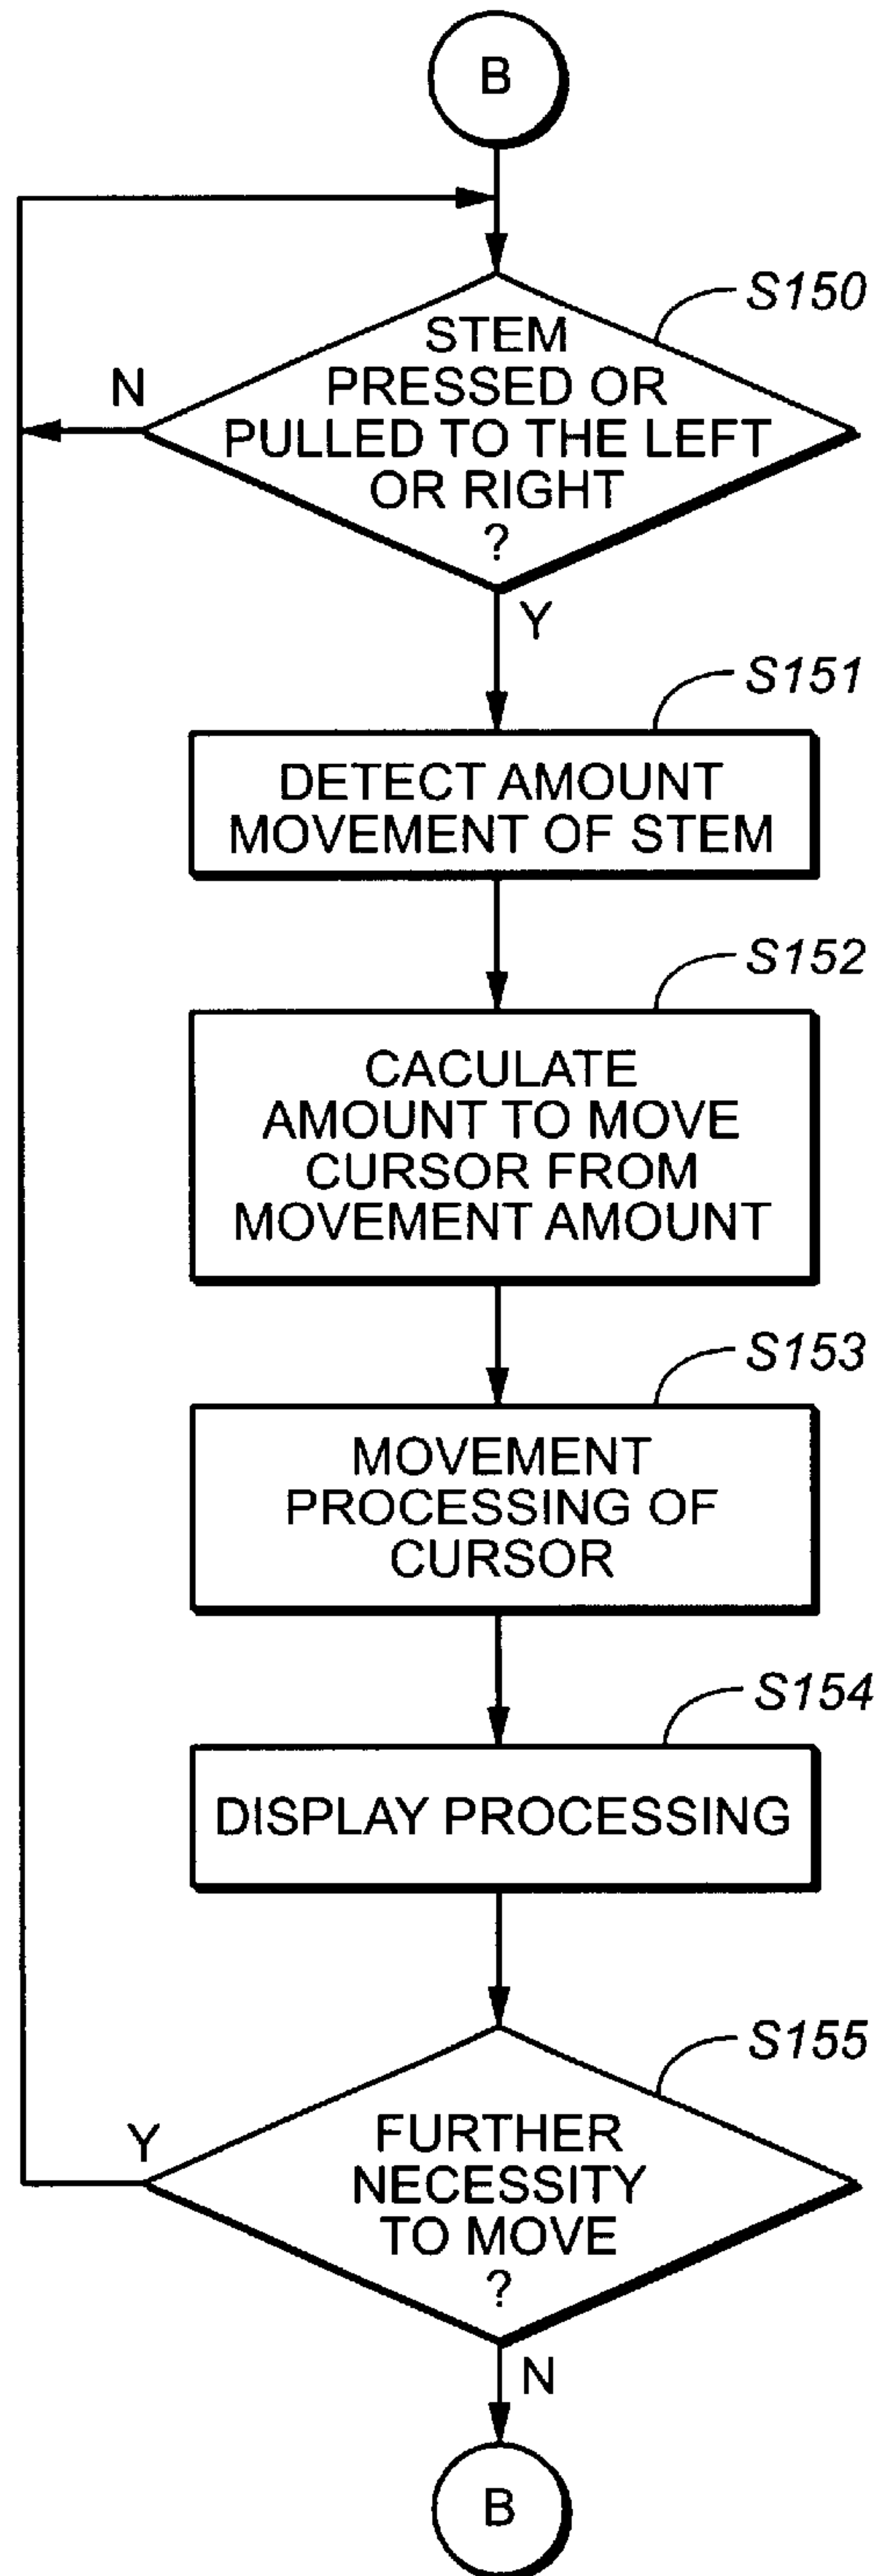 B
S150
STEM
PRESSED OR
PULLED TO THE LEFT
OR RIGHT
?
N
Y
S151
DETECT AMOUNT
MOVEMENT OF STEM
S152
CACULATE
AMOUNT TO MOVE
CURSOR FROM
MOVEMENT AMOUNT
S153
MOVEMENT
PROCESSING OF
CURSOR
S154
DISPLAY PROCESSING
S155
Y
FURTHER
NECESSITY
TO MOVE
?
N
B